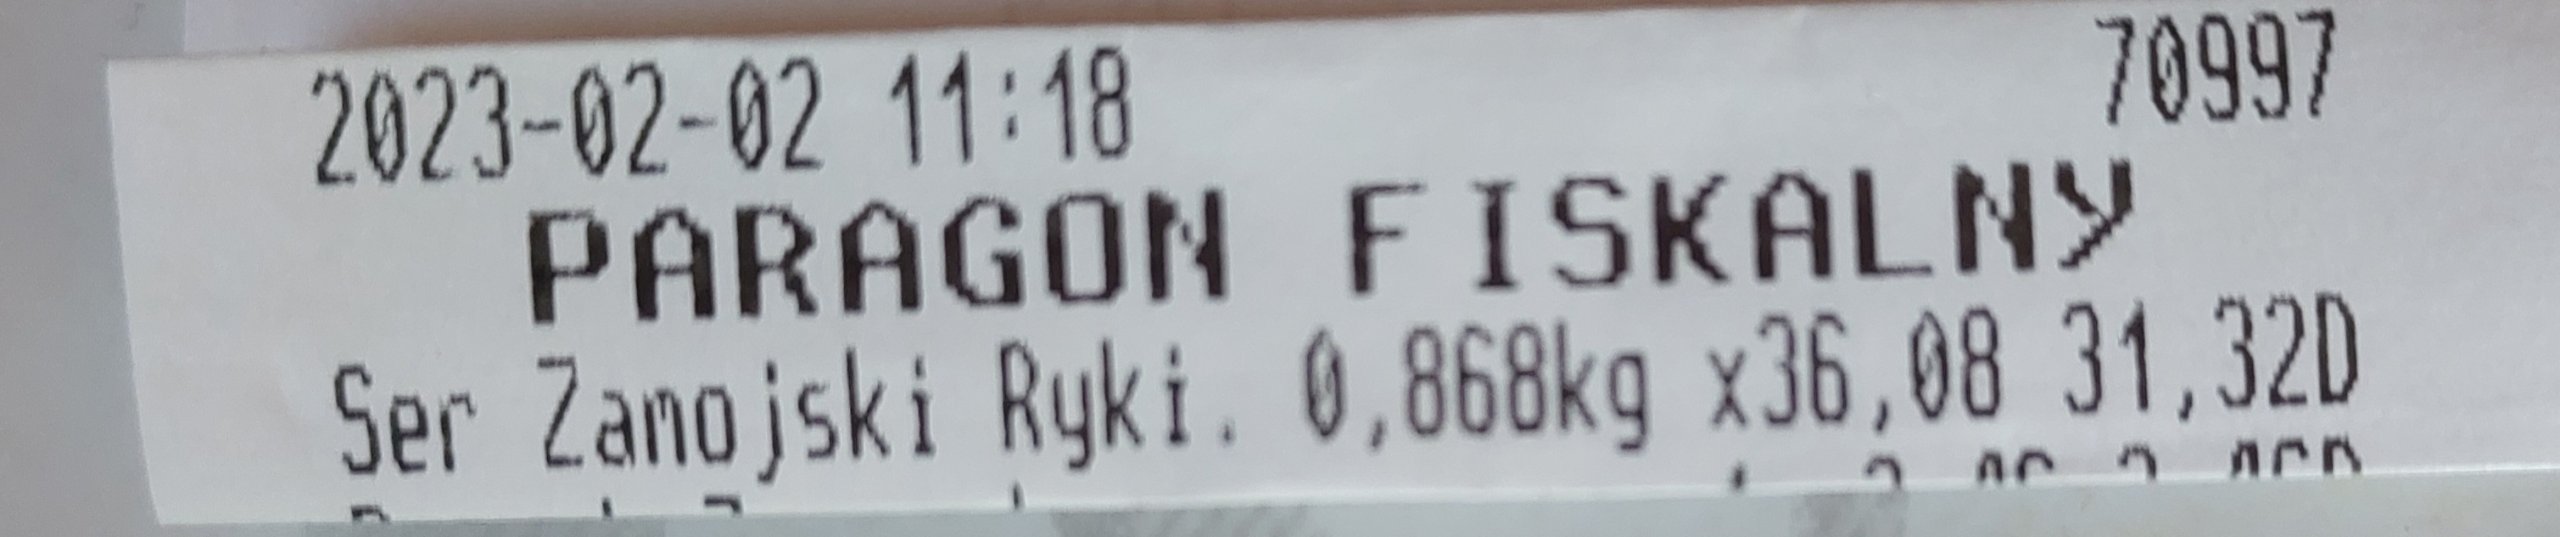 2023-02-02 11:18 70997
PARAGON FISKALNY
Ser Zamojski Ryki. 0,868kg x36,08 31,32D